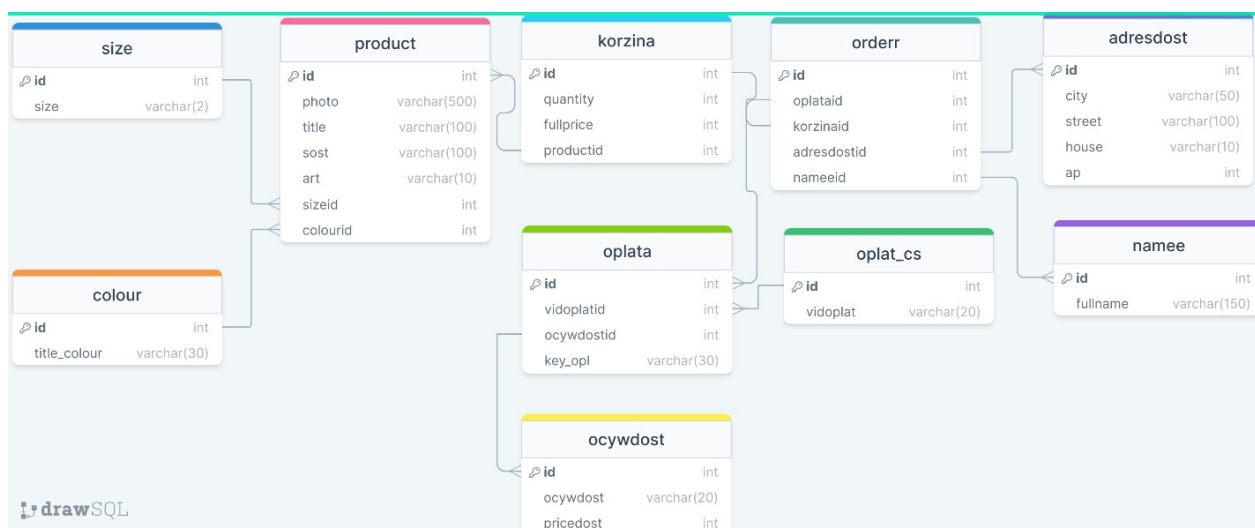 size
id int
size varchar(2)
colour
id int
title_colour varchar(30)
product
id int
photo varchar(500)
title varchar(100)
sost varchar(100)
art varchar(10)
sizeid int
colourid int
korzina
id int
quantity int
fullprice int
productid int
oplata
id int
vidoplatid int
ocywdostid int
key_opl varchar(30)
ocywdost
id int
ocywdost varchar(20)
pricedost int
orderr
id int
oplataid int
korzinaid int
adresdostid int
nameeid int
oplat_cs
id int
vidoplat varchar(20)
adresdost
id int
city varchar(50)
street varchar(100)
house varchar(10)
ap int
namee
id int
fullname varchar(150)
drawSQL